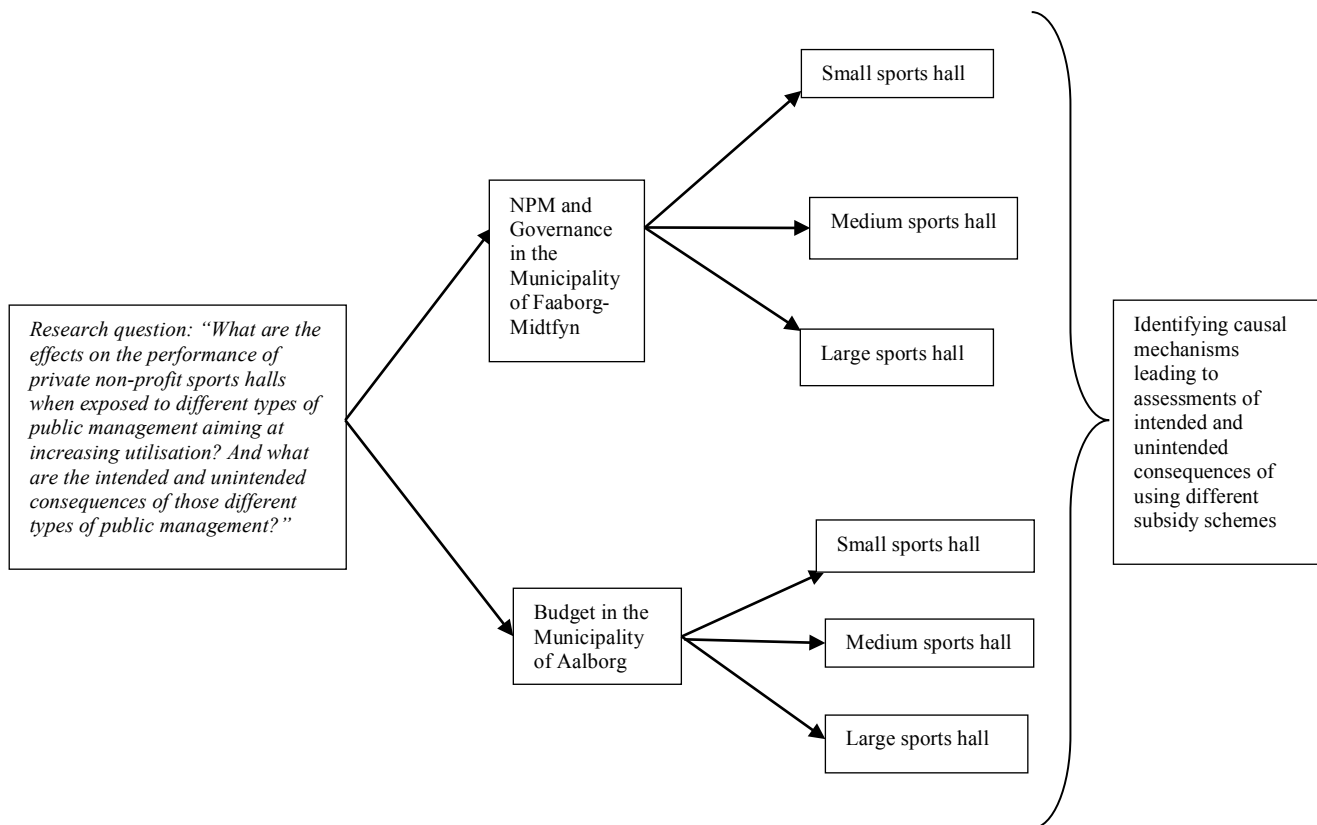 Research question: “What are the
effects on the performance of
private non-profit sports halls
when exposed to different types of
public management aiming at
increasing utilisation? And what
are the intended and unintended
consequences of those different
types of public management?”
NPM and
Governance
in the
Municipality
of Faaborg-
Midtfyn
Small sports hall
Medium sports hall
Large sports hall
Budget in the
Municipality
of Aalborg
Small sports hall
Medium sports hall
Large sports hall
Identifying causal
mechanisms
leading to
assessments of
intended and
unintended
consequences of
using different
subsidy schemes